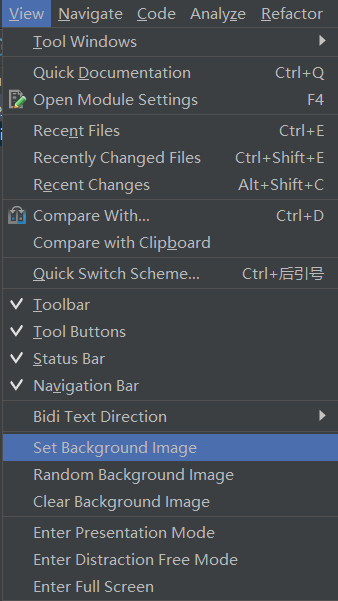 View Navigate Code Analyze Refactor
Tool Windows
Quick Documentation Ctrl+Q
Open Module Settings F4
Recent Files Ctrl+E
Recently Changed Files Ctrl+Shift+E
Recent Changes Alt+Shift+C
Compare With... Ctrl+D
Compare with Clipboard
Quick Switch Scheme... Ctrl+后引号
Toolbar
Tool Buttons
Status Bar
Navigation Bar
Bidi Text Direction
Set Background Image
Random Background Image
Clear Background Image
Enter Presentation Mode
Enter Distraction Free Mode
Enter Full Screen